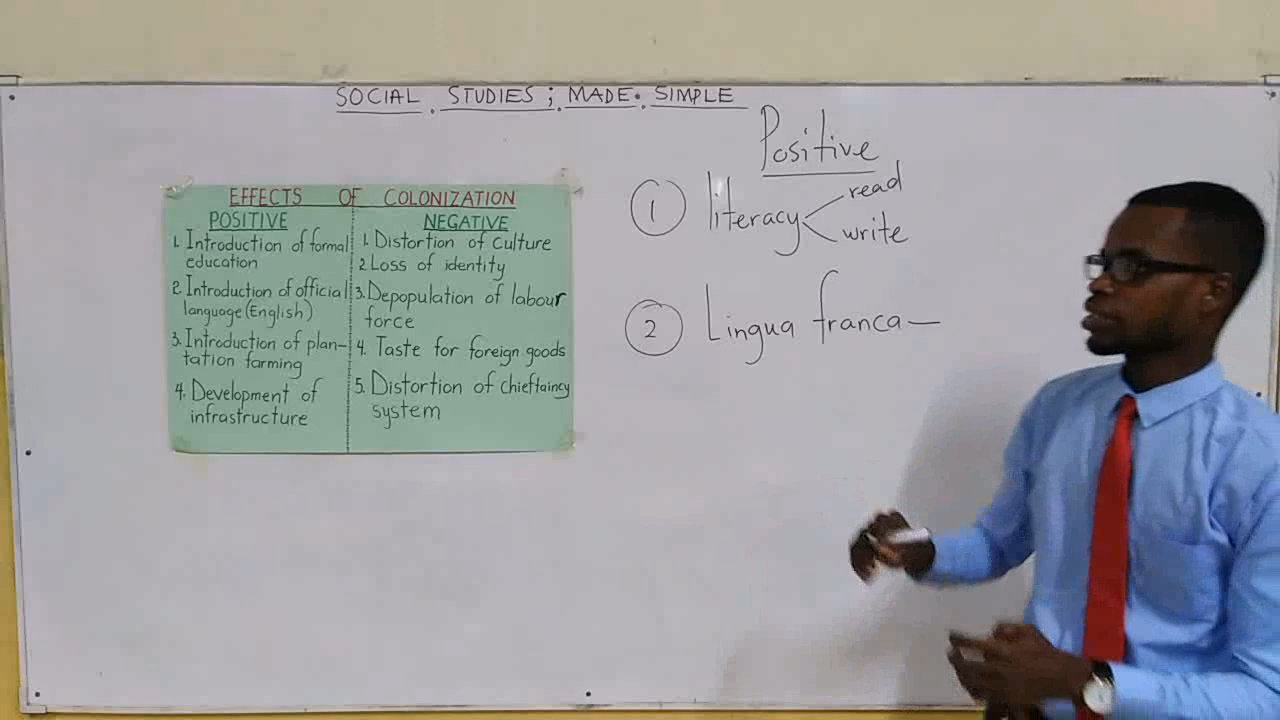 SOCIAL STUDIES; MADE SIMPLE
EFFECTS OF COLONIZATION
POSITIVE
1. Introduction of formal
education
2. Introduction of official
language (English)
3. Introduction of plan-
tation farming
4. Development of
infrastructure
NEGATIVE
1. Distortion of Culture
2. Loss of identity
3. Depopulation of labour
force
4. Taste for foreign goods
5. Distortion of chieftaincy
system
Positive
1 literacy
read
write
2 Lingua franca —